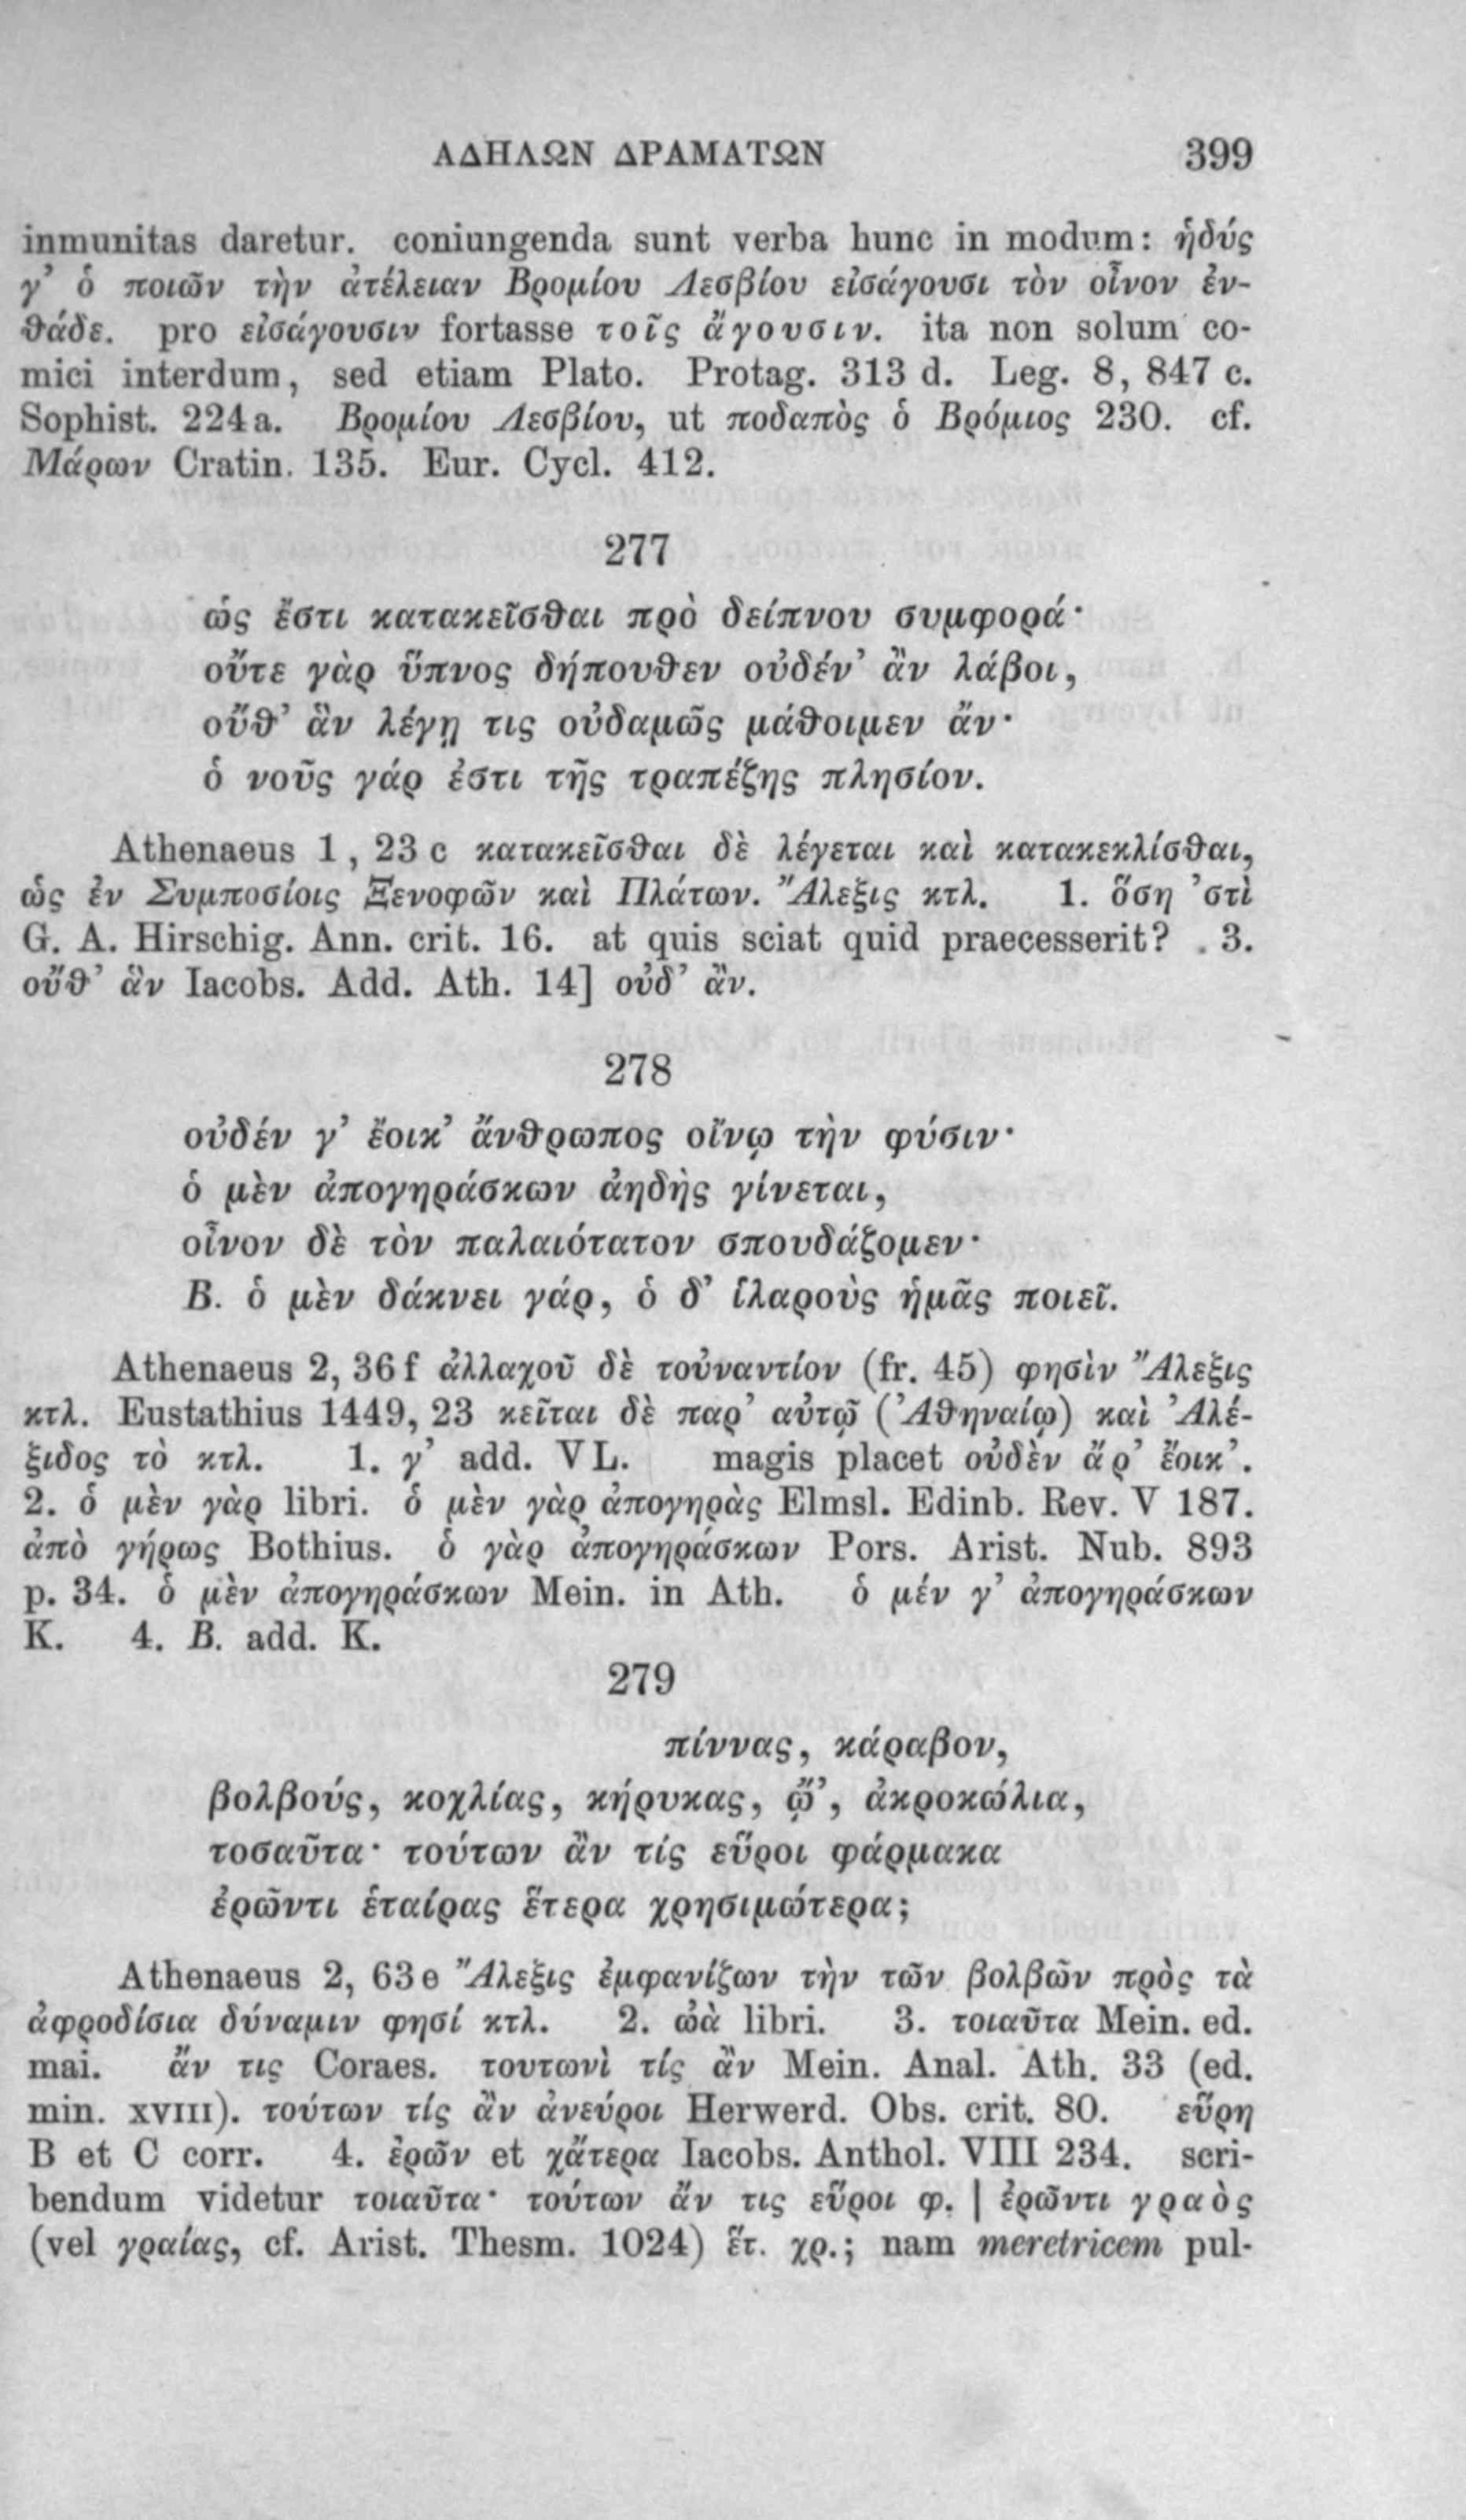 ΑΔΗΛΩΝ ΔΡΑΜΑΤΩΝ 399
inmunitas daretur. coniungenda sunt verba hunc in modum: ἡδύς
γ’ ὁ ποιῶν τὴν ἀτέλειαν Βρομίου Λεσβίου εἰσάγουσι τὸν οἶνον ἐν-
θάδε. pro εἰσάγουσιν fortasse τοῖς ἄγουσιν. ita non solum co-
mici interdum, sed etiam Plato. Protag. 313 d. Leg. 8, 847 c.
Sophist. 224 a. Βρομίου Λεσβίου, ut ποδαπὸς ὁ Βρόμιος 230. cf.
Μάρων Cratin. 135. Eur. Cycl. 412.
277
ὡς ἔστι κατακεῖσθαι πρὸ δείπνου συμφορά·
οὔτε γὰρ ὕπνος δήπουθεν οὐδέν’ ἂν λάβοι,
οὔθ’ ἂν λέγῃ τις οὐδαμῶς μάθοιμεν ἄν·
ὁ νοῦς γάρ ἐστι τῆς τραπέζης πλησίον.
Athenaeus 1, 23 c κατακεῖσθαι δὲ λέγεται καὶ κατακεκλίσθαι,
ὡς ἐν Συμποσίοις Ξενοφῶν καὶ Πλάτων. Ἄλεξις κτλ. 1. ὅση ’στὶ
G. A. Hirschig. Ann. crit. 16. at quis sciat quid praecesserit? 3.
οὔθ’ ἃν Iacobs. Add. Ath. 14] οὐδ’ ἂν.
278
οὐδέν γ’ ἔοικ’ ἄνθρωπος οἴνῳ τὴν φύσιν·
ὁ μὲν ἀπογηράσκων ἀηδὴς γίνεται,
οἶνον δὲ τὸν παλαιότατον σπουδάζομεν·
Β. ὁ μὲν δάκνει γάρ, ὁ δ’ ἱλαροὺς ἡμᾶς ποιεῖ.
Athenaeus 2, 36 f ἀλλαχοῦ δὲ τοὐναντίον (fr. 45) φησὶν Ἄλεξις
κτλ. Eustathius 1449, 23 κεῖται δὲ παρ’ αὐτῷ (Ἀθηναίῳ) καὶ Ἀλέ-
ξιδος τὸ κτλ. 1. γ’ add. VL. magis placet οὐδὲν ἄρ’ ἔοικ’.
2. ὁ μὲν γὰρ libri. ὁ μὲν γὰρ ἀπογηρὰς Elmsl. Edinb. Rev. V 187.
ἀπὸ γήρως Bothius. ὁ γὰρ ἀπογηράσκων Pors. Arist. Nub. 893
p. 34. ὁ μὲν ἀπογηράσκων Mein. in Ath. ὁ μέν γ’ ἀπογηράσκων
K. 4. Β. add. K.
279
πίννας, κάραβον,
βολβούς, κοχλίας, κήρυκας, ᾤ’, ἀκροκώλια,
τοσαῦτα· τούτων ἂν τίς εὕροι φάρμακα
ἐρῶντι ἑταίρας ἕτερα χρησιμώτερα;
Athenaeus 2, 63 e Ἄλεξις ἐμφανίζων τὴν τῶν βολβῶν πρὸς τὰ
ἀφροδίσια δύναμιν φησί κτλ. 2. ὠὰ libri. 3. τοιαῦτα Mein. ed.
mai. ἄν τις Coraes. τουτωνὶ τίς ἂν Mein. Anal. Ath. 33 (ed.
min. XVIII). τούτων τίς ἂν ἀνεύροι Herwerd. Obs. crit. 80. εὕρῃ
B et C corr. 4. ἐρῶν et χἄτερα Iacobs. Anthol. VIII 234. scri-
bendum videtur τοιαῦτα· τούτων ἄν τις εὕροι φ. | ἐρῶντι γραὸς
(vel γραίας, cf. Arist. Thesm. 1024) ἕτ. χρ.; nam meretricem pul-